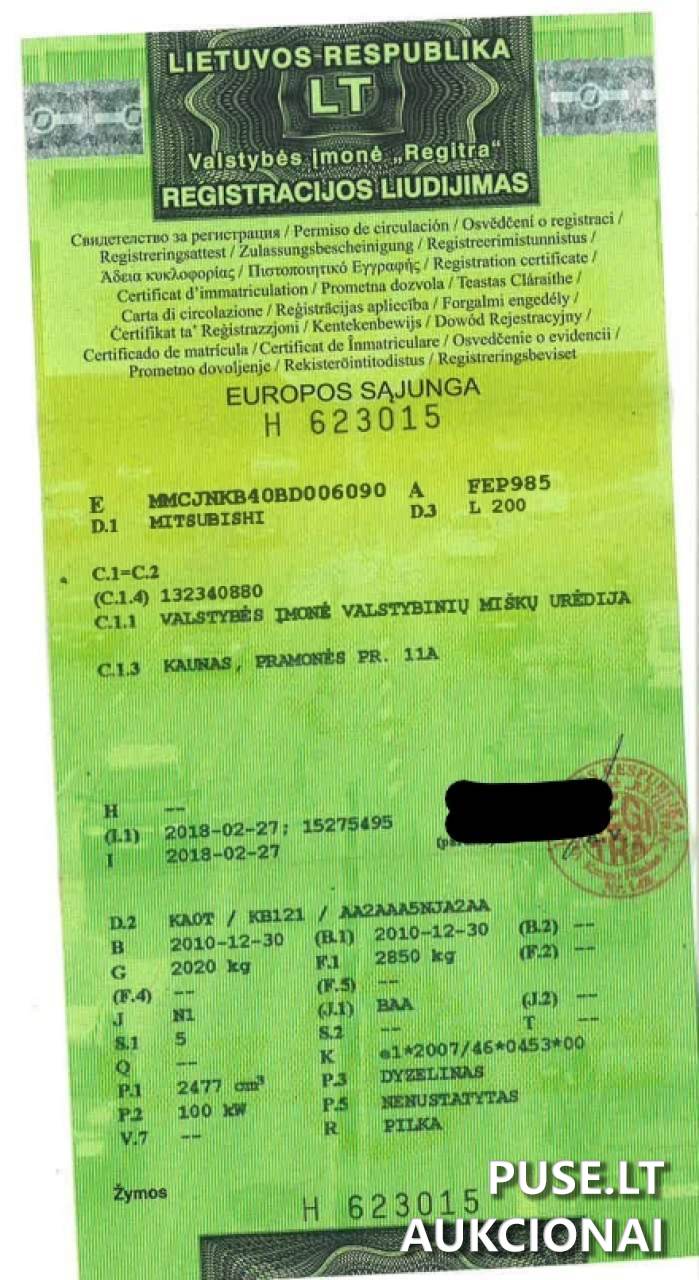 LIETUVOS RESPUBLIKA
LT
Valstybės įmonė „Regitra“
REGISTRACIJOS LIUDIJIMAS
Свидетелство за регистрация / Permiso de circulación / Osvědčení o registraci /
Registreringsattest / Zulassungsbescheinigung / Registreerimistunnistus /
Άδεια κυκλοφορίας / Πιστοποιητικό Εγγραφής / Registration certificate /
Certificat d'immatriculation / Prometna dozvola / Teastas Cláraithe /
Carta di circolazione / Reģistrācijas apliecība / Forgalmi engedély /
Ċertifikat ta' Reġistrazzjoni / Kentekenbewijs / Dowód Rejestracyjny /
Certificado de matrícula / Certificat de Înmatriculare / Osvedčenie o evidencii /
Prometno dovoljenje / Rekisteröintitodistus / Registreringsbeviset
EUROPOS SĄJUNGA
H 623015
E MMCJNKB40BD006090 A FEP985
D.1 MITSUBISHI D.3 L 200
C.1=C.2
(C.1.4) 132340880
C.1.1 VALSTYBĖS ĮMONĖ VALSTYBINIŲ MIŠKŲ URĖDIJA
C.1.3 KAUNAS, PRAMONĖS PR. 11A
H --
(I.1) 2018-02-27; 15275495
I 2018-02-27
D.2 KA0T / KB121 / AA2AAA5NJA2AA
B 2010-12-30 (B.1) 2010-12-30 (B.2) --
G 2020 kg F.1 2850 kg (F.2) --
(F.4) -- (F.5) --
J N1 (J.1) BAA (J.2) --
S.1 5 S.2 -- T --
Q -- K e1*2007/46*0453*00
P.1 2477 cm³ P.3 DYZELINAS
P.2 100 kW P.5 NENUSTATYTAS
V.7 -- R PILKA
Žymos
H 623015
PUSE.LT
AUKCIONAI